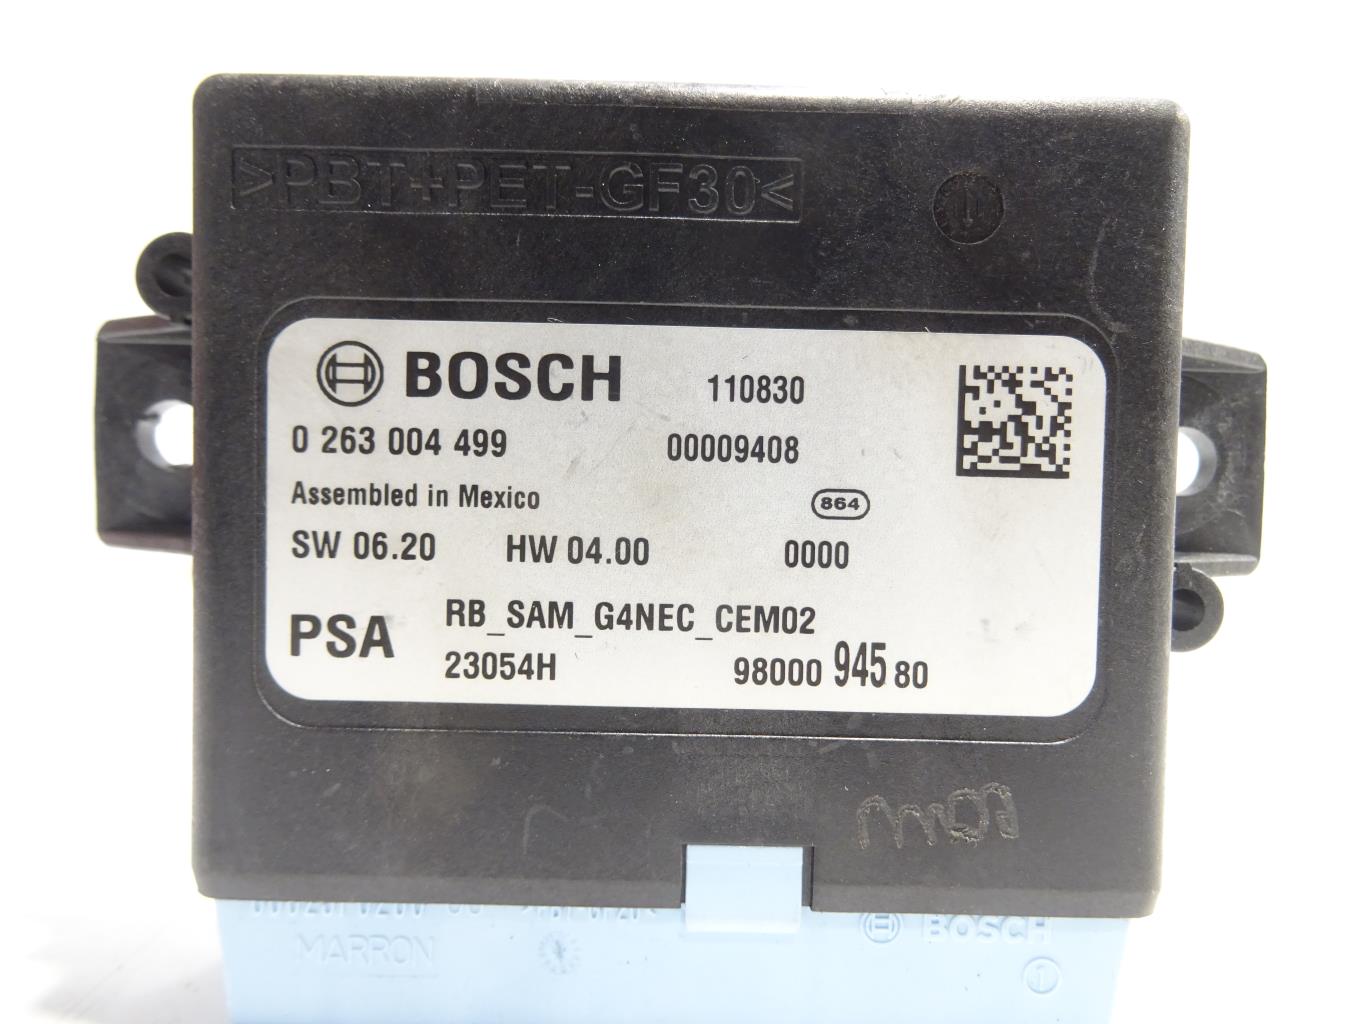 >PBT+PET-GF30<
BOSCH 110830
0 263 004 499 00009408
Assembled in Mexico 864
SW 06.20 HW 04.00 0000
PSA RB_SAM_G4NEC_CEM02
23054H 98000 945 80
MARRON BOSCH
1